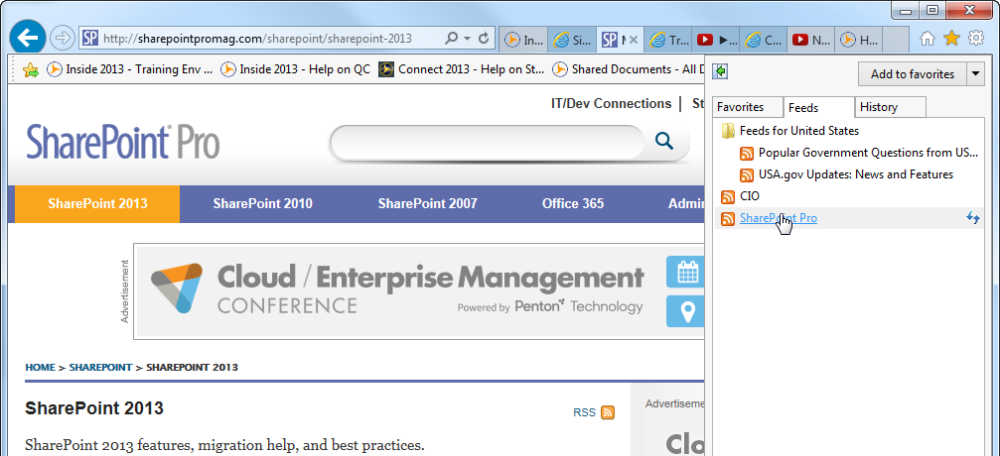 SP http://sharepointpromag.com/sharepoint/sharepoint-2013
In...
Si...
SP
Tr...
C...
N...
H...
Inside 2013 - Training Env ...
Inside 2013 - Help on QC
Connect 2013 - Help on St...
Shared Documents - All D
Add to favorites
Favorites
Feeds
History
Feeds for United States
Popular Government Questions from US...
USA.gov Updates: News and Features
CIO
SharePoint Pro
IT/Dev Connections | St
SharePoint Pro
SharePoint 2013
SharePoint 2010
SharePoint 2007
Office 365
Admin
Advertisement
Cloud / Enterprise Management
CONFERENCE
Powered by Penton Technology
HOME > SHAREPOINT > SHAREPOINT 2013
SharePoint 2013
RSS
Advertiseme
Clou
SharePoint 2013 features, migration help, and best practices.